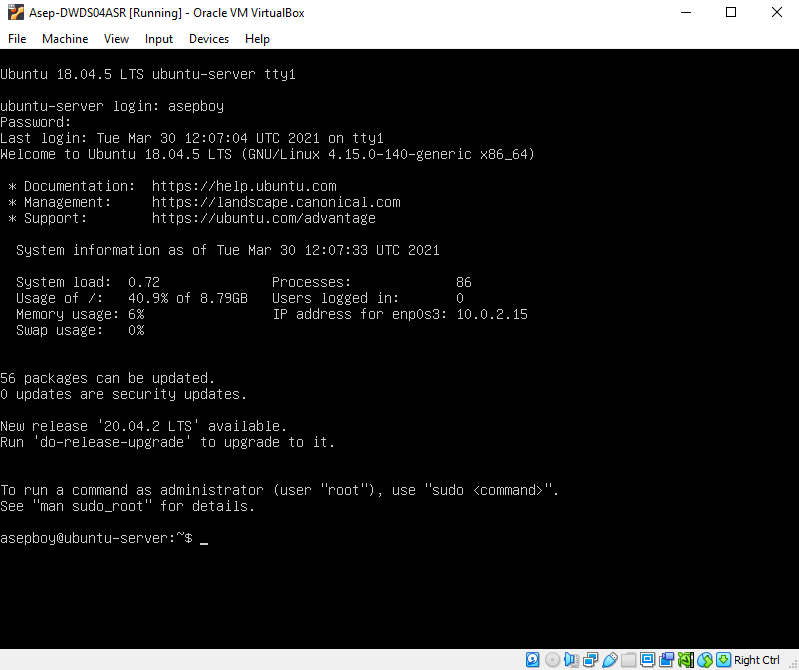 Asep-DWDS04ASR [Running] - Oracle VM VirtualBox
File Machine View Input Devices Help
Ubuntu 18.04.5 LTS ubuntu-server tty1
ubuntu-server login: asepboy
Password:
Last login: Tue Mar 30 12:07:04 UTC 2021 on tty1
Welcome to Ubuntu 18.04.5 LTS (GNU/Linux 4.15.0-140-generic x86_64)
* Documentation: https://help.ubuntu.com
* Management: https://landscape.canonical.com
* Support: https://ubuntu.com/advantage
System information as of Tue Mar 30 12:07:33 UTC 2021
System load: 0.72 Processes: 86
Usage of /: 40.9% of 8.79GB Users logged in: 0
Memory usage: 6% IP address for enp0s3: 10.0.2.15
Swap usage: 0%
56 packages can be updated.
0 updates are security updates.
New release '20.04.2 LTS' available.
Run 'do-release-upgrade' to upgrade to it.
To run a command as administrator (user "root"), use "sudo <command>".
See "man sudo_root" for details.
asepboy@ubuntu-server:~$ _
Right Ctrl